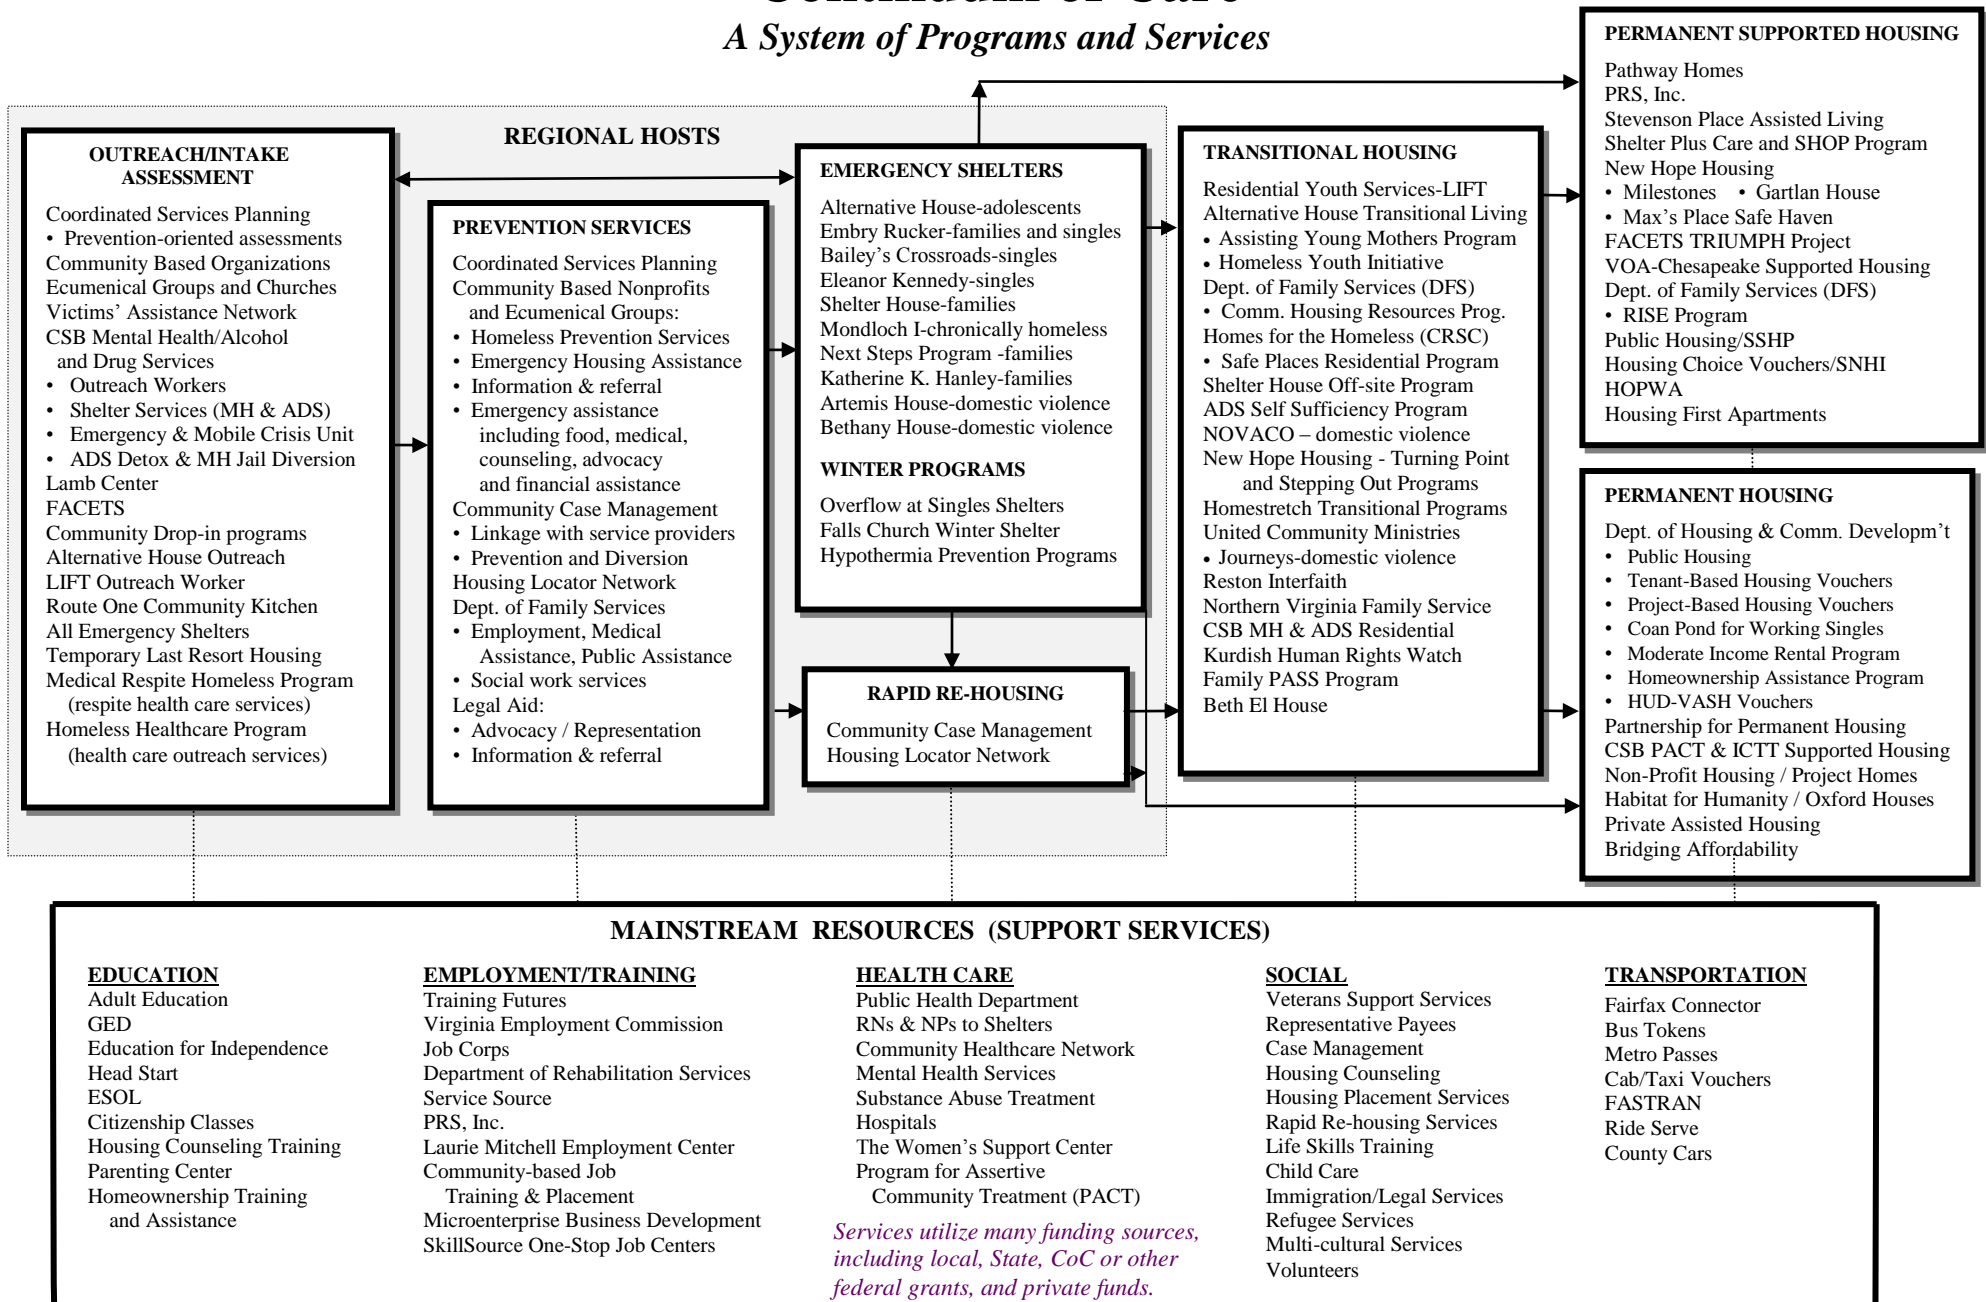 A System of Programs and Services
REGIONAL HOSTS
OUTREACH/INTAKE
ASSESSMENT
Coordinated Services Planning
• Prevention-oriented assessments
Community Based Organizations
Ecumenical Groups and Churches
Victims' Assistance Network
CSB Mental Health/Alcohol
and Drug Services
• Outreach Workers
• Shelter Services (MH & ADS)
• Emergency & Mobile Crisis Unit
• ADS Detox & MH Jail Diversion
Lamb Center
FACETS
Community Drop-in programs
Alternative House Outreach
LIFT Outreach Worker
Route One Community Kitchen
All Emergency Shelters
Temporary Last Resort Housing
Medical Respite Homeless Program
(respite health care services)
Homeless Healthcare Program
(health care outreach services)
PREVENTION SERVICES
Coordinated Services Planning
Community Based Nonprofits
and Ecumenical Groups:
• Homeless Prevention Services
• Emergency Housing Assistance
• Information & referral
• Emergency assistance
including food, medical,
counseling, advocacy
and financial assistance
Community Case Management
• Linkage with service providers
• Prevention and Diversion
Housing Locator Network
Dept. of Family Services
• Employment, Medical
Assistance, Public Assistance
• Social work services
Legal Aid:
• Advocacy / Representation
• Information & referral
EMERGENCY SHELTERS
Alternative House-adolescents
Embry Rucker-families and singles
Bailey's Crossroads-singles
Eleanor Kennedy-singles
Shelter House-families
Mondloch I-chronically homeless
Next Steps Program -families
Katherine K. Hanley-families
Artemis House-domestic violence
Bethany House-domestic violence
WINTER PROGRAMS
Overflow at Singles Shelters
Falls Church Winter Shelter
Hypothermia Prevention Programs
RAPID RE-HOUSING
Community Case Management
Housing Locator Network
TRANSITIONAL HOUSING
Residential Youth Services-LIFT
Alternative House Transitional Living
• Assisting Young Mothers Program
• Homeless Youth Initiative
Dept. of Family Services (DFS)
• Comm. Housing Resources Prog.
Homes for the Homeless (CRSC)
• Safe Places Residential Program
Shelter House Off-site Program
ADS Self Sufficiency Program
NOVACO – domestic violence
New Hope Housing - Turning Point
and Stepping Out Programs
Homestretch Transitional Programs
United Community Ministries
• Journeys-domestic violence
Reston Interfaith
Northern Virginia Family Service
CSB MH & ADS Residential
Kurdish Human Rights Watch
Family PASS Program
Beth El House
PERMANENT SUPPORTED HOUSING
Pathway Homes
PRS, Inc.
Stevenson Place Assisted Living
Shelter Plus Care and SHOP Program
New Hope Housing
• Milestones • Gartlan House
• Max's Place Safe Haven
FACETS TRIUMPH Project
VOA-Chesapeake Supported Housing
Dept. of Family Services (DFS)
• RISE Program
Public Housing/SSHP
Housing Choice Vouchers/SNHI
HOPWA
Housing First Apartments
PERMANENT HOUSING
Dept. of Housing & Comm. Developm't
• Public Housing
• Tenant-Based Housing Vouchers
• Project-Based Housing Vouchers
• Coan Pond for Working Singles
• Moderate Income Rental Program
• Homeownership Assistance Program
• HUD-VASH Vouchers
Partnership for Permanent Housing
CSB PACT & ICTT Supported Housing
Non-Profit Housing / Project Homes
Habitat for Humanity / Oxford Houses
Private Assisted Housing
Bridging Affordability
MAINSTREAM RESOURCES (SUPPORT SERVICES)
EDUCATION
Adult Education
GED
Education for Independence
Head Start
ESOL
Citizenship Classes
Housing Counseling Training
Parenting Center
Homeownership Training
and Assistance
EMPLOYMENT/TRAINING
Training Futures
Virginia Employment Commission
Job Corps
Department of Rehabilitation Services
Service Source
PRS, Inc.
Laurie Mitchell Employment Center
Community-based Job
Training & Placement
Microenterprise Business Development
SkillSource One-Stop Job Centers
HEALTH CARE
Public Health Department
RNs & NPs to Shelters
Community Healthcare Network
Mental Health Services
Substance Abuse Treatment
Hospitals
The Women's Support Center
Program for Assertive
Community Treatment (PACT)
Services utilize many funding sources,
including local, State, CoC or other
federal grants, and private funds.
SOCIAL
Veterans Support Services
Representative Payees
Case Management
Housing Counseling
Housing Placement Services
Rapid Re-housing Services
Life Skills Training
Child Care
Immigration/Legal Services
Refugee Services
Multi-cultural Services
Volunteers
TRANSPORTATION
Fairfax Connector
Bus Tokens
Metro Passes
Cab/Taxi Vouchers
FASTRAN
Ride Serve
County Cars